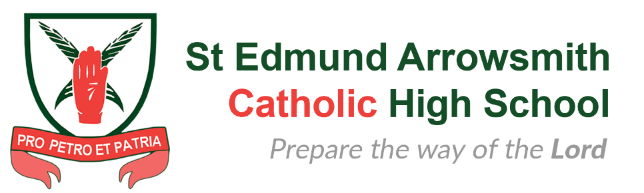 PRO PETRO ET PATRIA
St Edmund Arrowsmith
Catholic High School
Prepare the way of the Lord